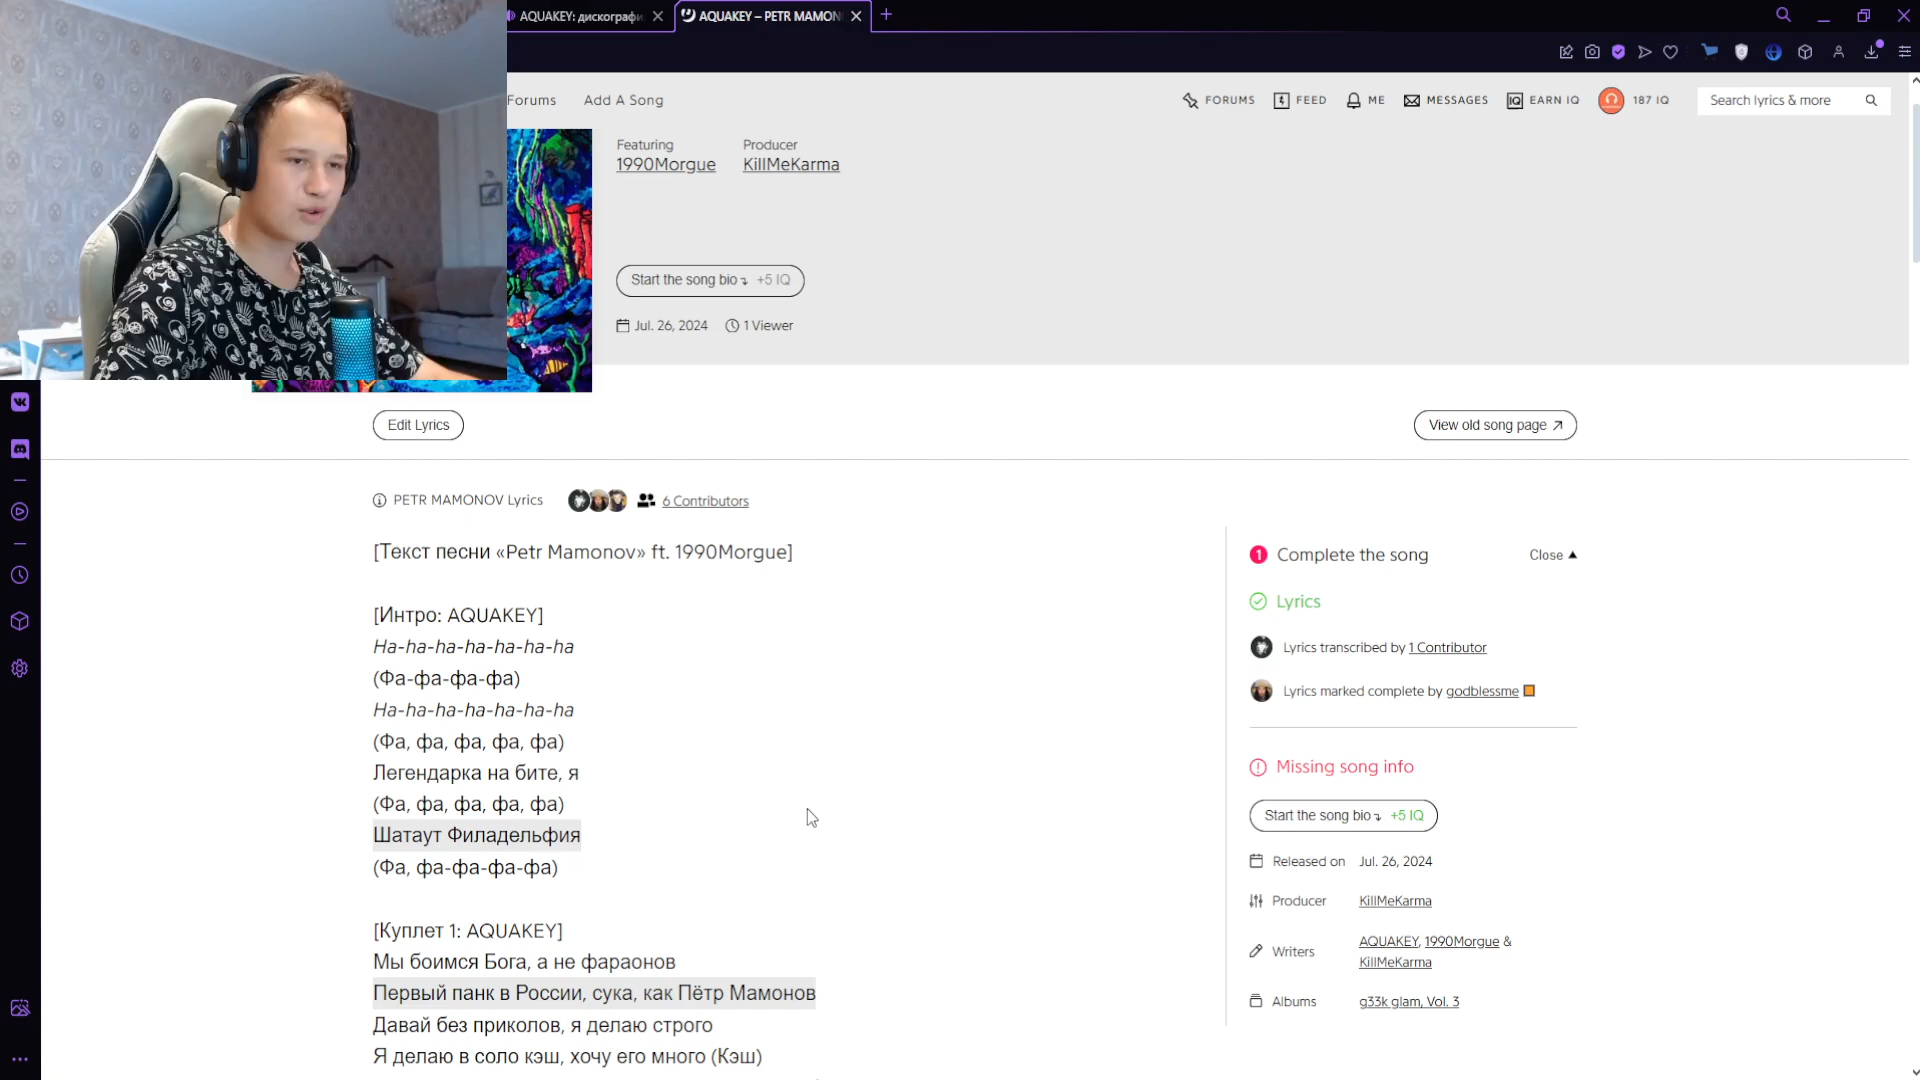 AQUAKEY: дискографи
AQUAKEY – PETR MAMON
Forums
Add A Song
FORUMS
FEED
ME
MESSAGES
IQ
EARN IQ
187 IQ
Search lyrics & more
Featuring
1990Morgue
Producer
KillMeKarma
Start the song bio +5 IQ
Jul. 26, 2024
1 Viewer
Edit Lyrics
View old song page
PETR MAMONOV Lyrics
6 Contributors
[Текст песни «Petr Mamonov» ft. 1990Morgue]
[Интро: AQUAKEY]
Ha-ha-ha-ha-ha-ha-ha
(Фа-фа-фа-фа)
Ha-ha-ha-ha-ha-ha-ha
(Фа, фа, фа, фа, фа)
Легендарка на бите, я
(Фа, фа, фа, фа, фа)
Шатаут Филадельфия
(Фа, фа-фа-фа-фа)
[Куплет 1: AQUAKEY]
Мы боимся Бога, а не фараонов
Первый панк в России, сука, как Пётр Мамонов
Давай без приколов, я делаю строго
Я делаю в соло кэш, хочу его много (Кэш)
1 Complete the song
Close
Lyrics
Lyrics transcribed by 1 Contributor
Lyrics marked complete by godblessme
Missing song info
Start the song bio +5 IQ
Released on Jul. 26, 2024
Producer KillMeKarma
Writers AQUAKEY, 1990Morgue &
KillMeKarma
Albums g33k glam, Vol. 3